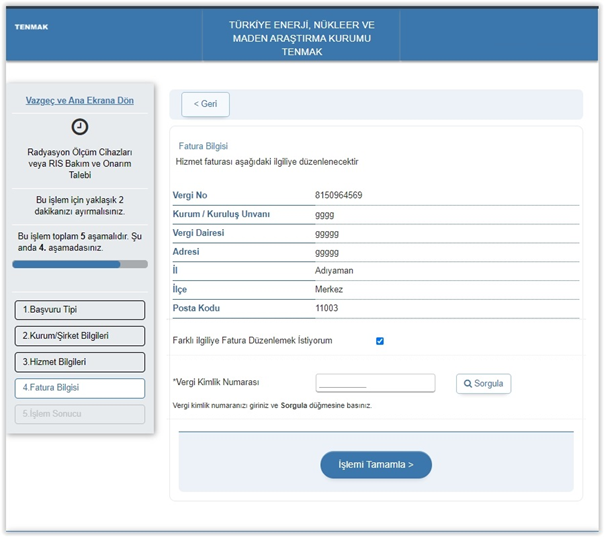 TENMAK
TÜRKİYE ENERJİ, NÜKLEER VE
MADEN ARAŞTIRMA KURUMU
TENMAK
Vazgeç ve Ana Ekrana Dön
Radyasyon Ölçüm Cihazları
veya RIS Bakım ve Onarım
Talebi
Bu işlem için yaklaşık 2
dakikanızı ayırmalısınız.
Bu işlem toplam 5 aşamalıdır. Şu
anda 4. aşamadasınız.
1.Başvuru Tipi
2.Kurum/Şirket Bilgileri
3.Hizmet Bilgileri
4.Fatura Bilgisi
5.İşlem Sonucu
< Geri
Fatura Bilgisi
Hizmet faturası aşağıdaki ilgiliye düzenlenecektir
Vergi No 8150964569
Kurum / Kuruluş Unvanı gggg
Vergi Dairesi ggggg
Adresi ggggg
İl Adıyaman
İlçe Merkez
Posta Kodu 11003
Farklı ilgiliye Fatura Düzenlemek İstiyorum
*Vergi Kimlik Numarası __________ Sorgula
Vergi kimlik numaranızı giriniz ve Sorgula düğmesine basınız.
İşlemi Tamamla >